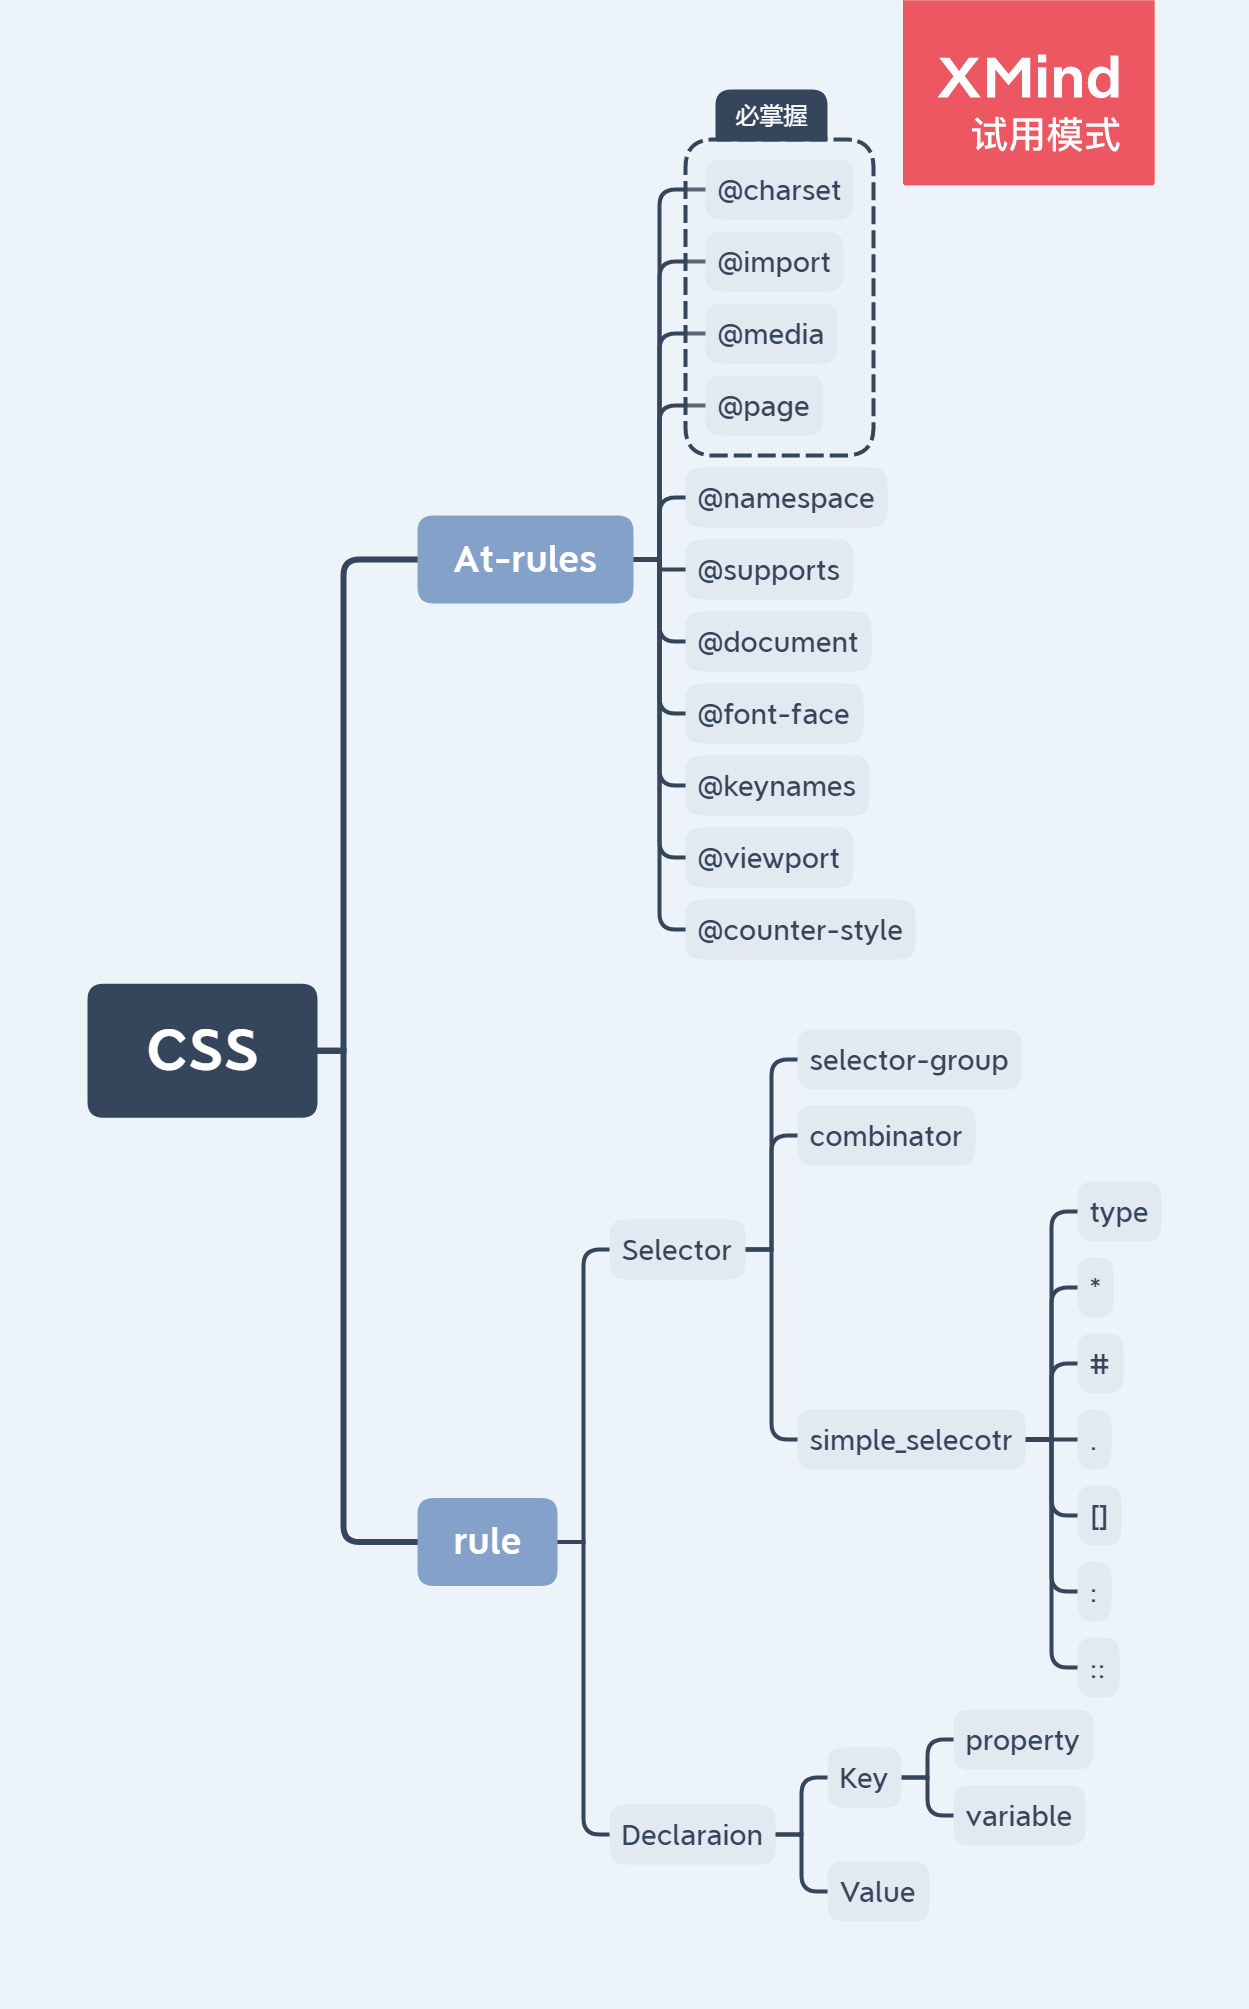 XMind
试用模式
必掌握
@charset
@import
@media
@page
@namespace
At-rules
@supports
@document
@font-face
@keynames
@viewport
@counter-style
CSS
selector-group
combinator
type
Selector
*
#
simple_selecotr
.
[]
rule
:
::
property
Key
variable
Declaraion
Value